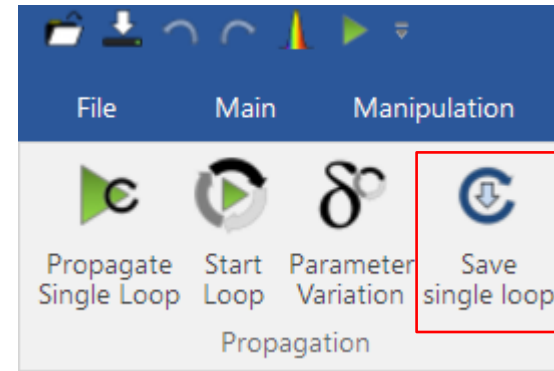 File Main Manipulation
Propagate Start Parameter Save
Single Loop Loop Variation single loop
Propagation